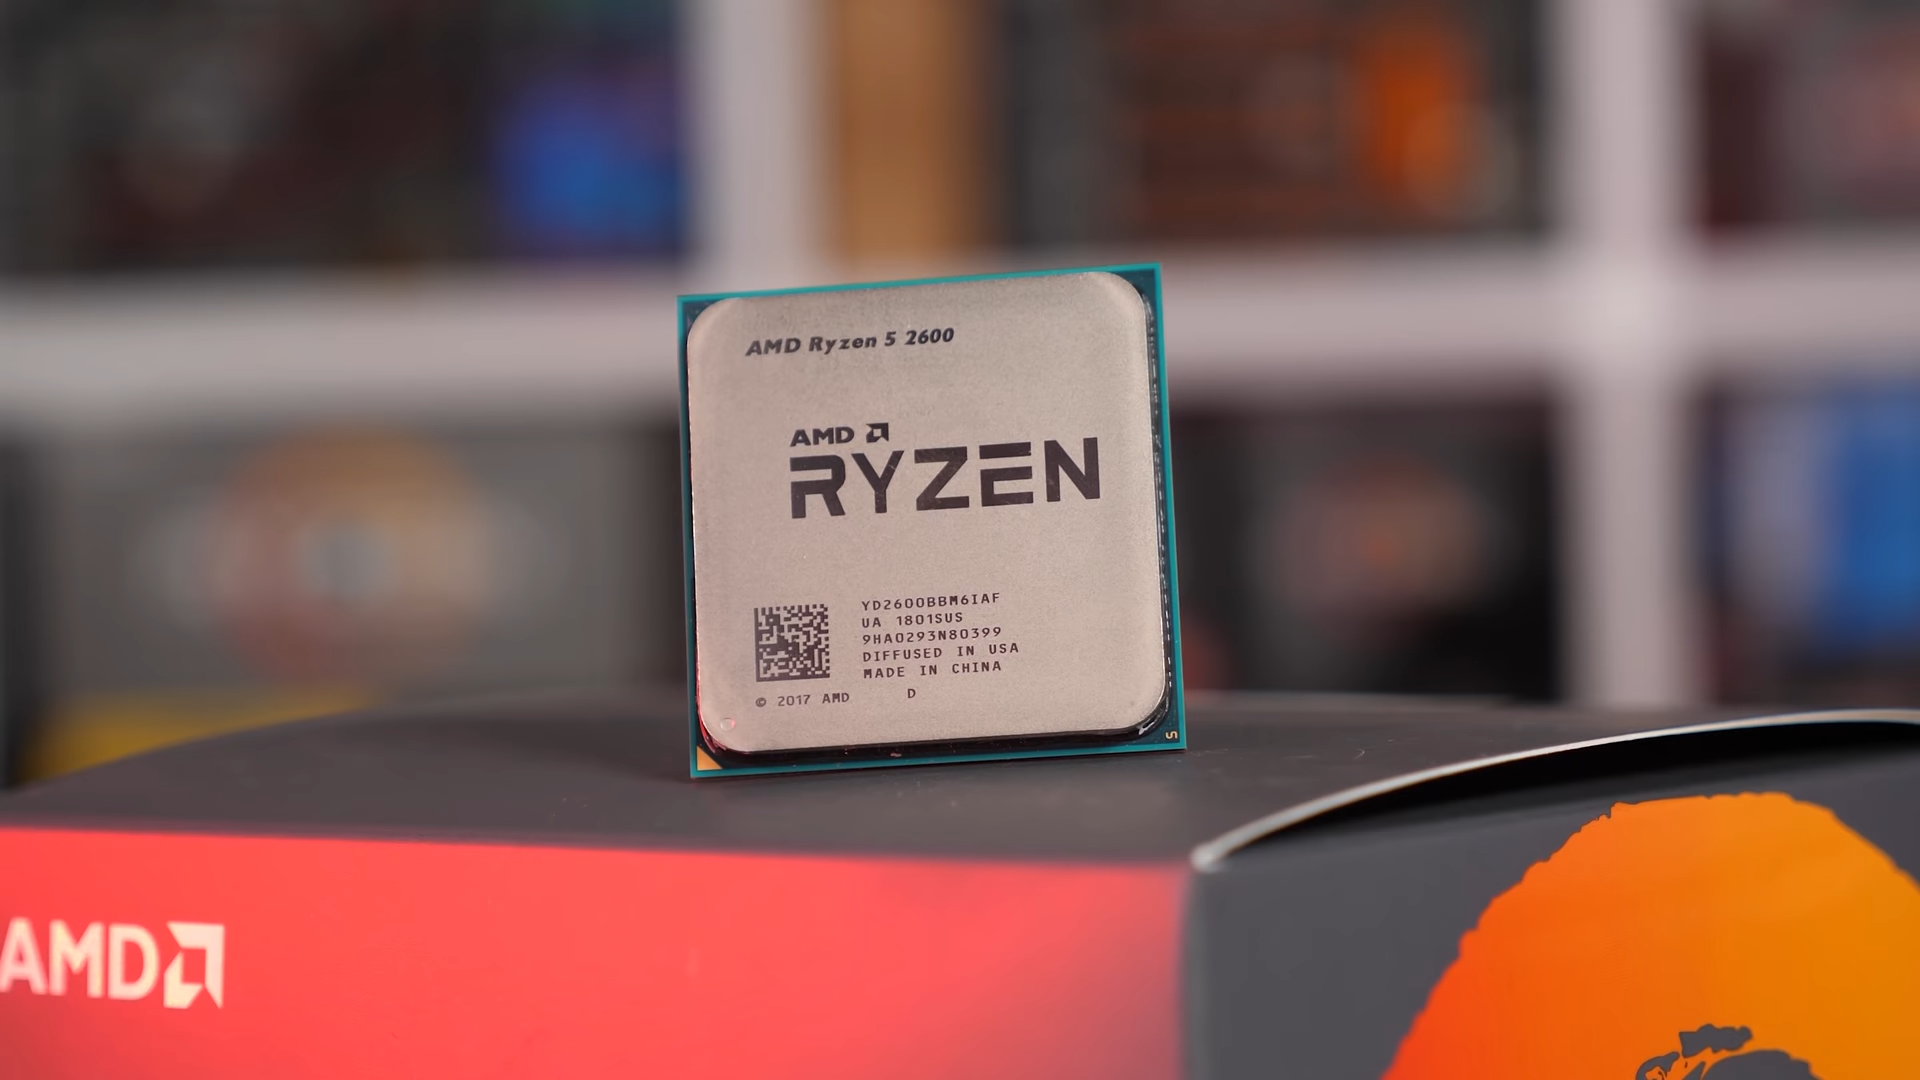 AMD Ryzen 5 2600
AMD
RYZEN
YD2600BBM6IAF
UA 1801SUS
9HA0293N80399
DIFFUSED IN USA
MADE IN CHINA
© 2017 AMD D
S
AMD